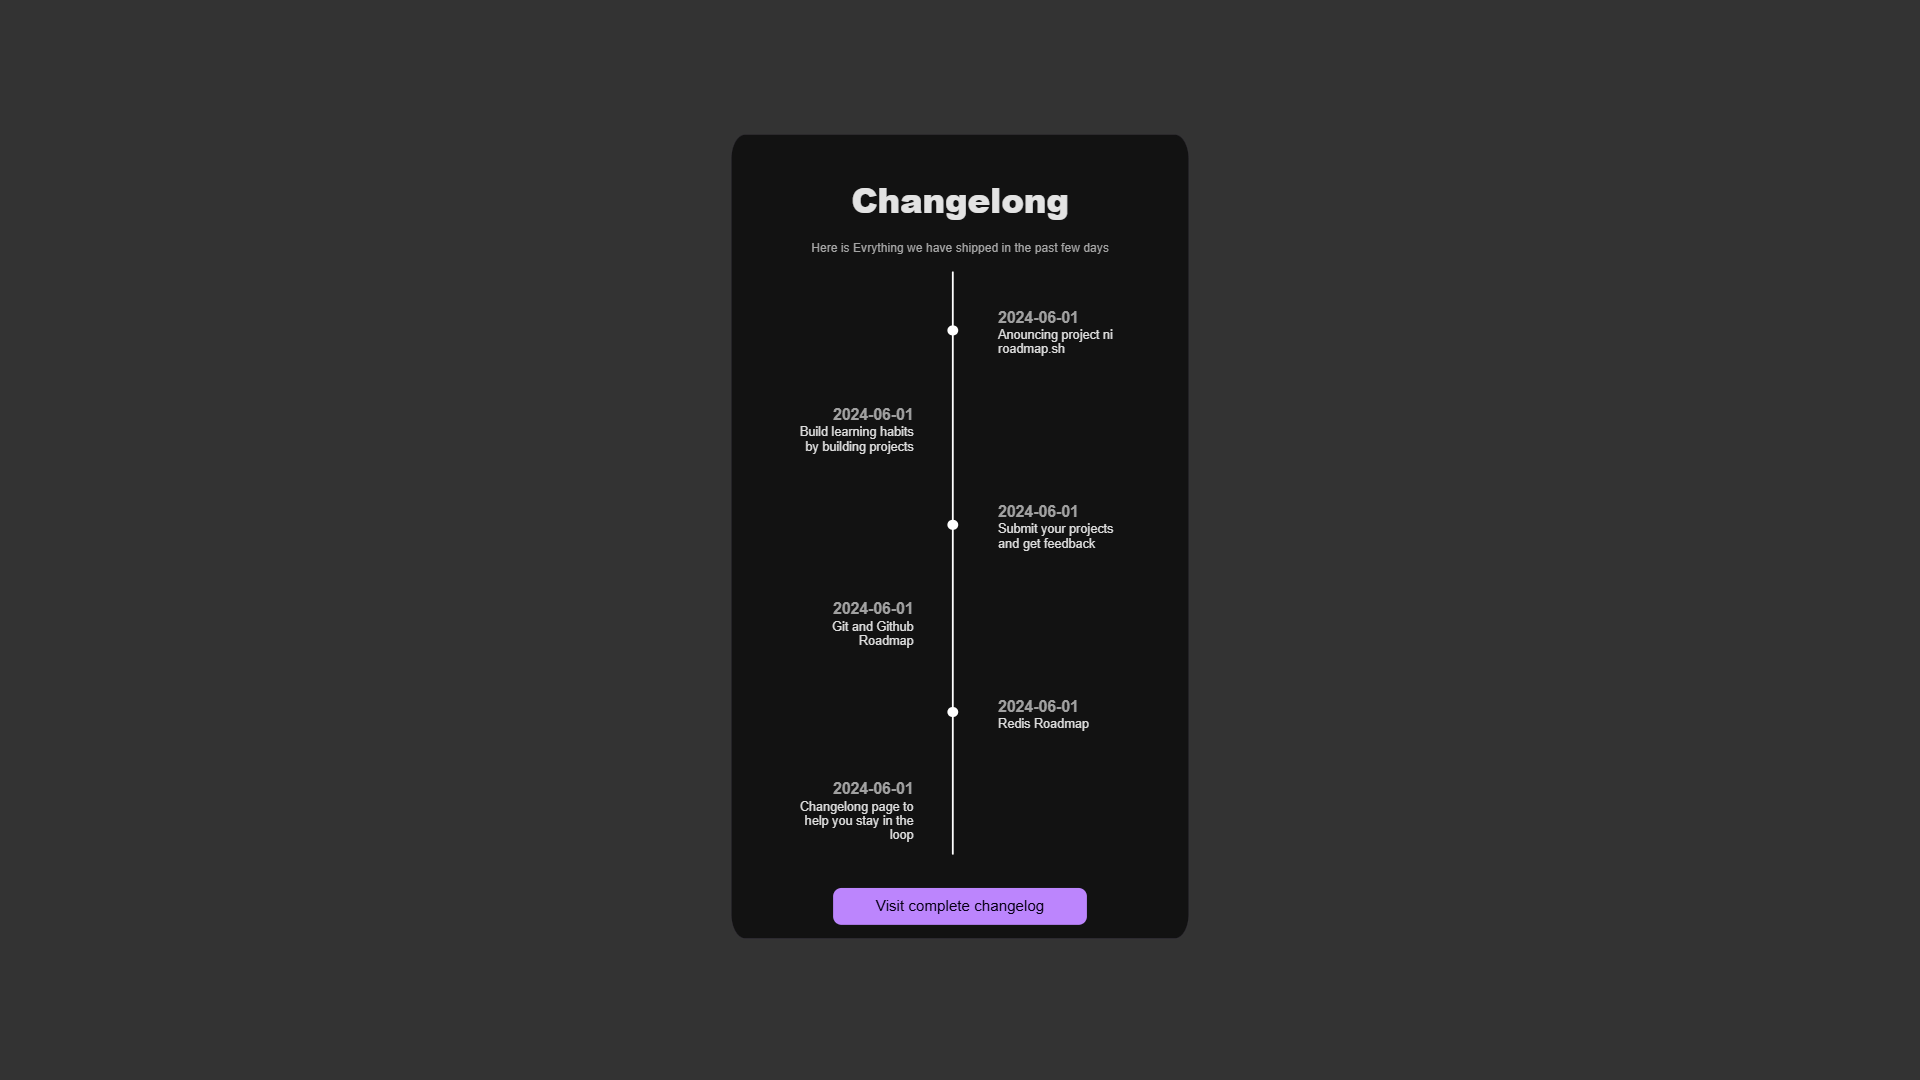 Changelong
Here is Evrything we have shipped in the past few days
2024-06-01
Anouncing project ni
roadmap.sh
2024-06-01
Build learning habits
by building projects
2024-06-01
Submit your projects
and get feedback
2024-06-01
Git and Github
Roadmap
2024-06-01
Redis Roadmap
2024-06-01
Changelong page to
help you stay in the
loop
Visit complete changelog